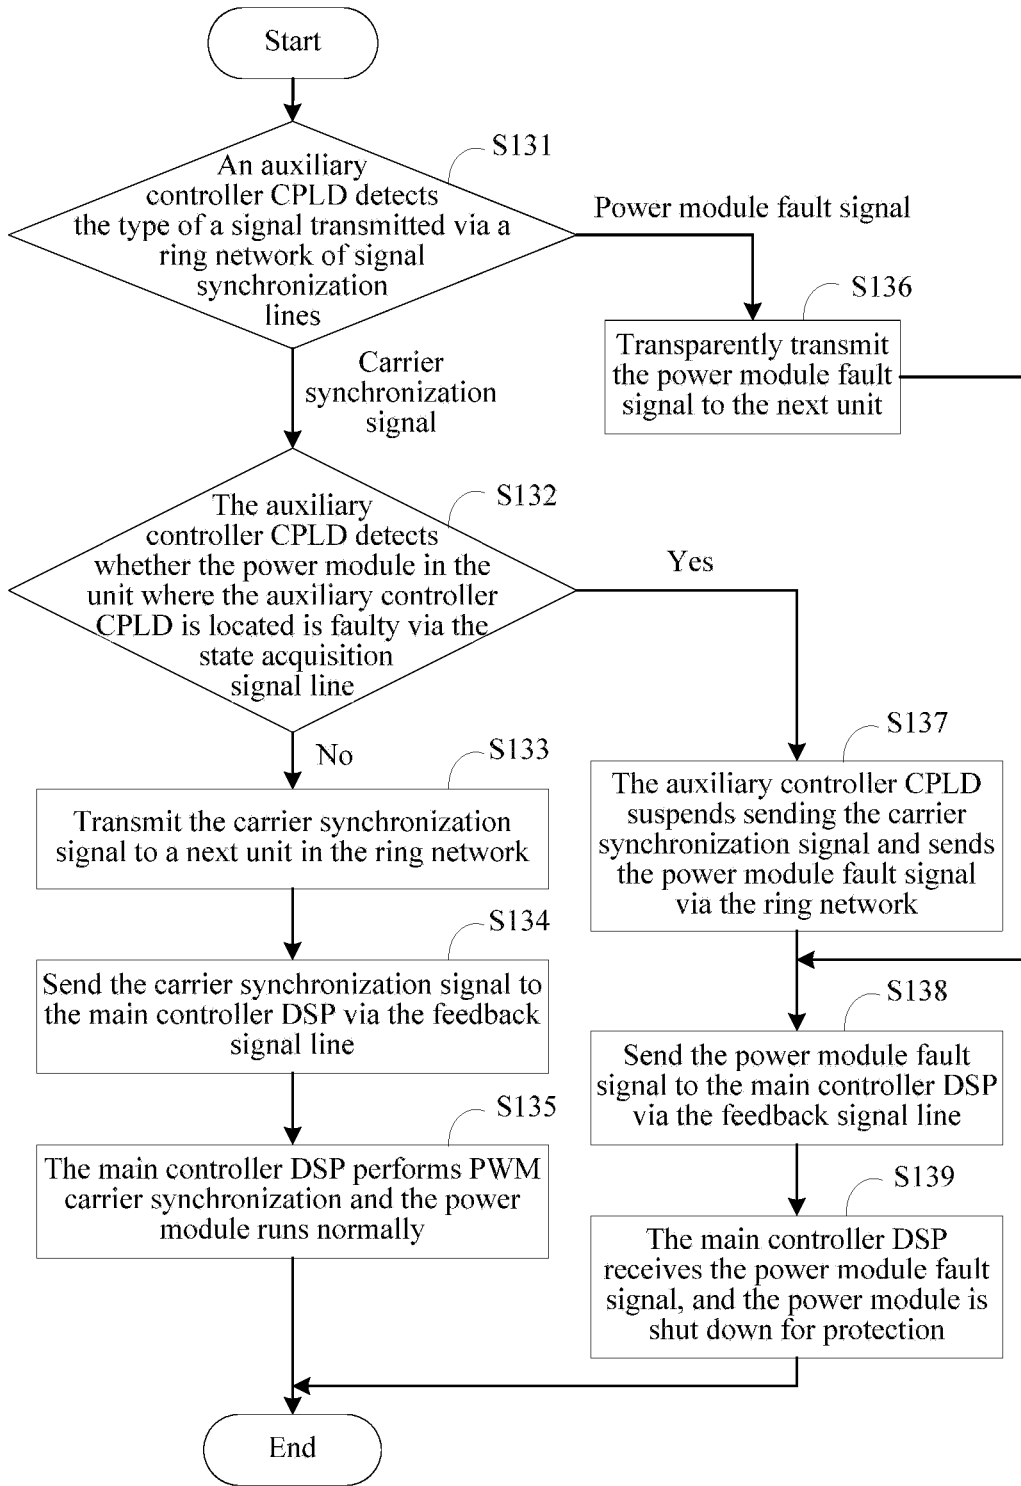 Start
S131
An auxiliary
controller CPLD detects
the type of a signal transmitted via a
ring network of signal
synchronization
lines
Power module fault signal
S136
Transparently transmit
the power module fault
signal to the next unit
Carrier
synchronization
signal
S132
The auxiliary
controller CPLD detects
whether the power module in the
unit where the auxiliary controller
CPLD is located is faulty via the
state acquisition
signal line
Yes
No
S133
Transmit the carrier synchronization
signal to a next unit in the ring network
S134
Send the carrier synchronization signal to
the main controller DSP via the feedback
signal line
S135
The main controller DSP performs PWM
carrier synchronization and the power
module runs normally
S137
The auxiliary controller CPLD
suspends sending the carrier
synchronization signal and sends
the power module fault signal
via the ring network
S138
Send the power module fault
signal to the main controller DSP
via the feedback signal line
S139
The main controller DSP
receives the power module fault
signal, and the power module is
shut down for protection
End